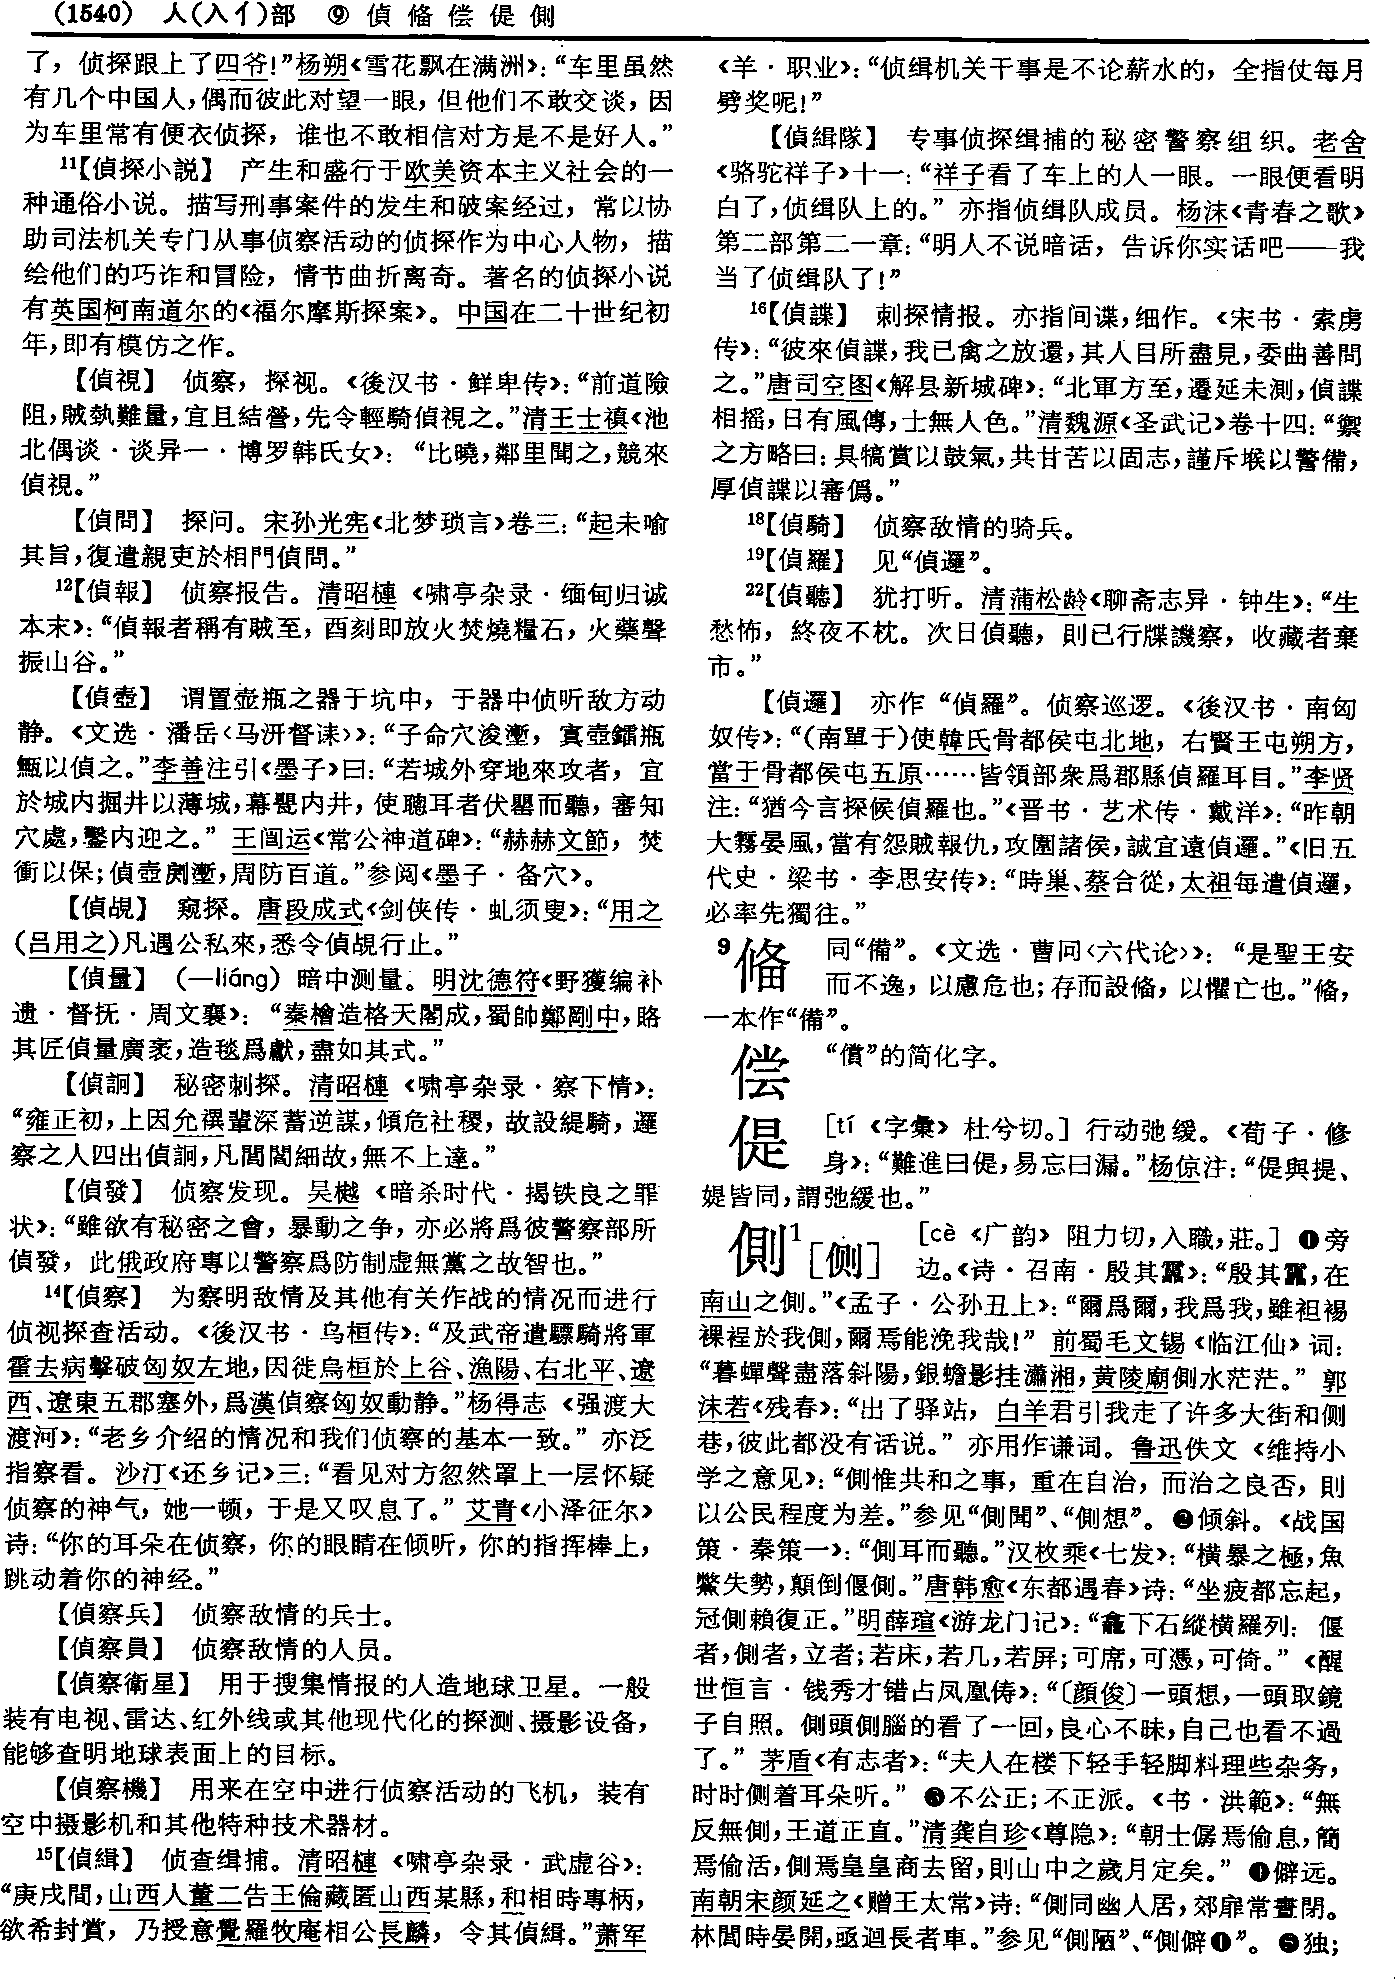 (1540) 人(入亻)部 ⑨ 偵 偹 偿 偍 側
了，侦探跟上了四爷!”杨朔《雪花飘在满洲》：“车里虽然
有几个中国人，偶而彼此对望一眼，但他们不敢交谈，因
为车里常有便衣侦探，谁也不敢相信对方是不是好人。”
11【偵探小説】 产生和盛行于欧美资本主义社会的一
种通俗小说。描写刑事案件的发生和破案经过，常以协
助司法机关专门从事侦察活动的侦探作为中心人物，描
绘他们的巧诈和冒险，情节曲折离奇。著名的侦探小说
有英国柯南道尔的《福尔摩斯探案》。中国在二十世纪初
年，即有模仿之作。
【偵視】 侦察，探视。《後汉书·鲜卑传》：“前道險
阻，賊埶難量，宜且結營，先令輕騎偵視之。”清王士禛《池
北偶谈·谈异一·博罗韩氏女》：“比曉，鄰里聞之，競來
偵視。”
【偵問】 探问。宋孙光宪《北梦琐言》卷三：“起未喻
其旨，復遣親吏於相門偵問。”
12【偵報】 侦察报告。清昭槤《啸亭杂录·缅甸归诚
本末》：“偵報者稱有賊至，酉刻即放火焚燒糧石，火藥聲
振山谷。”
【偵壺】 谓置壶瓶之器于坑中，于器中侦听敌方动
静。《文选·潘岳〈马汧督诔〉》：“子命穴浚壍，寘壺鐳瓶
甒以偵之。”李善注引《墨子》曰：“若城外穿地來攻者，宜
於城内掘井以薄城，幕甖内井，使聰耳者伏罌而聽，審知
穴處，鑿内迎之。”王闿运《常公神道碑》：“赫赫文節，焚
衝以保；偵壺剫壍，周防百道。”参阅《墨子·备穴》。
【偵覘】 窥探。唐段成式《剑侠传·虬须叟》：“用之
(吕用之)凡遇公私來，悉令偵覘行止。”
【偵量】 (—liáng) 暗中测量。明沈德符《野獲编补
遗·督抚·周文襄》：“秦檜造格天閣成，蜀帥鄭剛中，賂
其匠偵量廣袤，造毯爲獻，盡如其式。”
【偵詗】 秘密刺探。清昭槤《啸亭杂录·察下情》：
“雍正初，上因允禩輩深蓄逆謀，傾危社稷，故設緹騎，邏
察之人四出偵詗，凡閭閻細故，無不上達。”
【偵發】 侦察发现。吴樾《暗杀时代·揭铁良之罪
状》：“雖欲有秘密之會，暴動之争，亦必將爲彼警察部所
偵發，此俄政府專以警察爲防制虚無黨之故智也。”
14【偵察】 为察明敌情及其他有关作战的情况而进行
侦视探查活动。《後汉书·乌桓传》：“及武帝遣驃騎將軍
霍去病擊破匈奴左地，因徙烏桓於上谷、漁陽、右北平、遼
西、遼東五郡塞外，爲漢偵察匈奴動静。”杨得志《强渡大
渡河》：“老乡介绍的情况和我们侦察的基本一致。”亦泛
指察看。沙汀《还乡记》三：“看见对方忽然罩上一层怀疑
侦察的神气，她一顿，于是又叹息了。”艾青《小泽征尔》
诗：“你的耳朵在侦察，你的眼睛在倾听，你的指挥棒上，
跳动着你的神经。”
【偵察兵】 侦察敌情的兵士。
【偵察員】 侦察敌情的人员。
【偵察衛星】 用于搜集情报的人造地球卫星。一般
装有电视、雷达、红外线或其他现代化的探测、摄影设备，
能够查明地球表面上的目标。
【偵察機】 用来在空中进行侦察活动的飞机，装有
空中摄影机和其他特种技术器材。
15【偵緝】 侦查缉捕。清昭槤《啸亭杂录·武虚谷》：
“庚戌間，山西人董二告王倫藏匿山西某縣，和相時專柄，
欲希封賞，乃授意覺羅牧庵相公長麟，令其偵緝。”萧军
《羊·职业》：“侦缉机关干事是不论薪水的，全指仗每月
劈奖呢!”
【偵緝隊】 专事侦探缉捕的秘密警察组织。老舍
《骆驼祥子》十一：“祥子看了车上的人一眼。一眼便看明
白了，侦缉队上的。”亦指侦缉队成员。杨沫《青春之歌》
第二部第二一章：“明人不说暗话，告诉你实话吧——我
当了侦缉队了!”
16【偵諜】 刺探情报。亦指间谍，细作。《宋书·索虏
传》：“彼來偵諜，我已禽之放還，其人目所盡見，委曲善問
之。”唐司空图《解县新城碑》：“北軍方至，遷延未測，偵諜
相摇，日有風傳，士無人色。”清魏源《圣武记》卷十四：“禦
之方略曰：具犒賞以鼓氣，共甘苦以固志，謹斥堠以警備，
厚偵諜以審僞。”
18【偵騎】 侦察敌情的骑兵。
19【偵羅】 见“偵邏”。
22【偵聽】 犹打听。清蒲松龄《聊斋志异·钟生》：“生
愁怖，終夜不枕。次日偵聽，則已行牒譏察，收藏者棄
市。”
【偵邏】 亦作“偵羅”。侦察巡逻。《後汉书·南匈
奴传》：“(南單于)使韓氏骨都侯屯北地，右賢王屯朔方，
當于骨都侯屯五原……皆領部衆爲郡縣偵羅耳目。”李贤
注：“猶今言探候偵羅也。”《晋书·艺术传·戴洋》：“昨朝
大霧晏風，當有怨賊報仇，攻圍諸侯，誠宜遠偵邏。”《旧五
代史·梁书·李思安传》：“時巢、蔡合從，太祖每遣偵邏，
必率先獨往。”
9偹 同“備”。《文选·曹冏〈六代论〉》：“是聖王安
而不逸，以慮危也；存而設偹，以懼亡也。”偹，
一本作“備”。
偿 “償”的简化字。
偍 [tí 《字彙》 杜兮切。] 行动弛缓。《荀子·修
身》：“難進曰偍，易忘曰漏。”杨倞注：“偍與提、
媞皆同，謂弛緩也。”
側1[侧] [cè 《广韵》 阻力切，入職，莊。] ❶旁
边。《诗·召南·殷其靁》：“殷其靁，在
南山之側。”《孟子·公孙丑上》：“爾爲爾，我爲我，雖袒裼
裸裎於我側，爾焉能浼我哉!”前蜀毛文锡《临江仙》词：
“暮蟬聲盡落斜陽，銀蟾影挂瀟湘，黄陵廟側水茫茫。”郭
沫若《残春》：“出了驿站，白羊君引我走了许多大街和侧
巷，彼此都没有话说。”亦用作谦词。鲁迅佚文《维持小
学之意见》：“側惟共和之事，重在自治，而治之良否，則
以公民程度为差。”参见“側聞”、“側想”。 ❷倾斜。《战国
策·秦策一》：“側耳而聽。”汉枚乘《七发》：“横暴之極，魚
鱉失勢，顛倒偃側。”唐韩愈《东都遇春》诗：“坐疲都忘起，
冠側賴復正。”明薛瑄《游龙门记》：“龕下石縱横羅列：偃
者，側者，立者；若床，若几，若屏；可席，可憑，可倚。”《醒
世恒言·钱秀才错占凤凰俦》：“〔顔俊〕一頭想，一頭取鏡
子自照。側頭側腦的看了一回，良心不昧，自己也看不過
了。”茅盾《有志者》：“夫人在楼下轻手轻脚料理些杂务，
时时侧着耳朵听。” ❸不公正；不正派。《书·洪範》：“無
反無側，王道正直。”清龚自珍《尊隐》：“朝士僝焉偷息，簡
焉偷活，側焉皇皇商去留，則山中之歲月定矣。” ❹僻远。
南朝宋颜延之《赠王太常》诗：“側同幽人居，郊扉常晝閉。
林閭時晏開，亟迴長者車。”参见“側陋”、“側僻❶”。 ❺独；